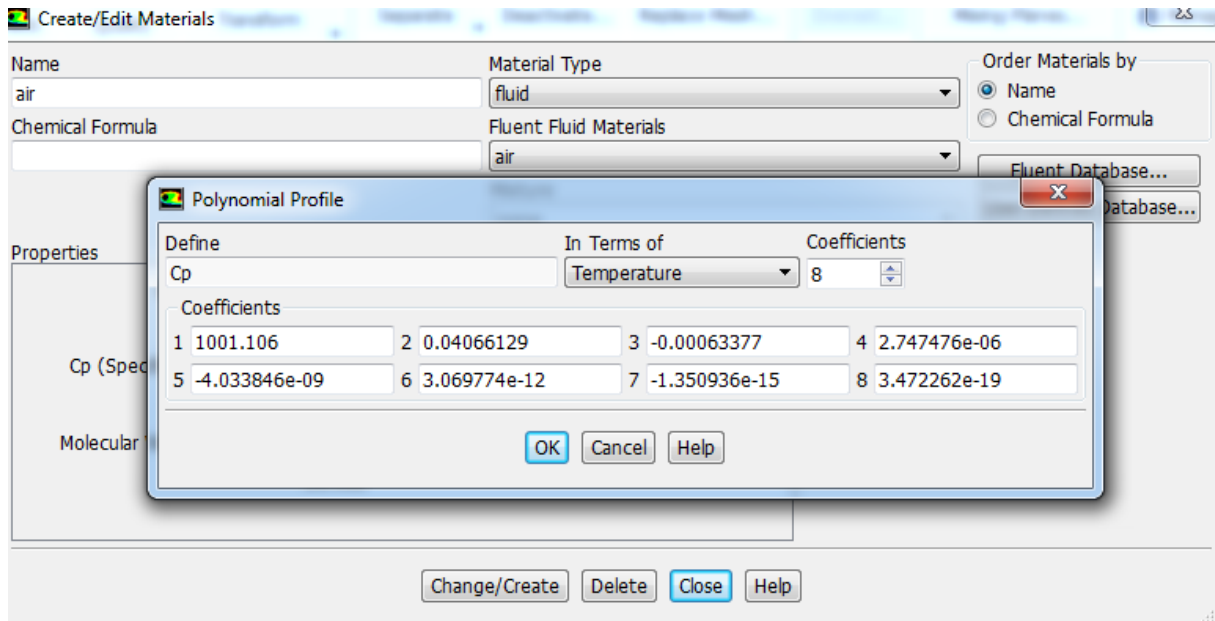 Create/Edit Materials
Name
Material Type
Order Materials by
air
fluid
Name
Chemical Formula
Fluent Fluid Materials
Chemical Formula
air
Fluent Database...
Polynomial Profile
Database...
Properties
Define
In Terms of
Coefficients
Cp
Temperature
8
Coefficients
1 1001.106 2 0.04066129 3 -0.00063377 4 2.747476e-06
Cp (Spec
5 -4.033846e-09 6 3.069774e-12 7 -1.350936e-15 8 3.472262e-19
Molecular
OK Cancel Help
Change/Create Delete Close Help